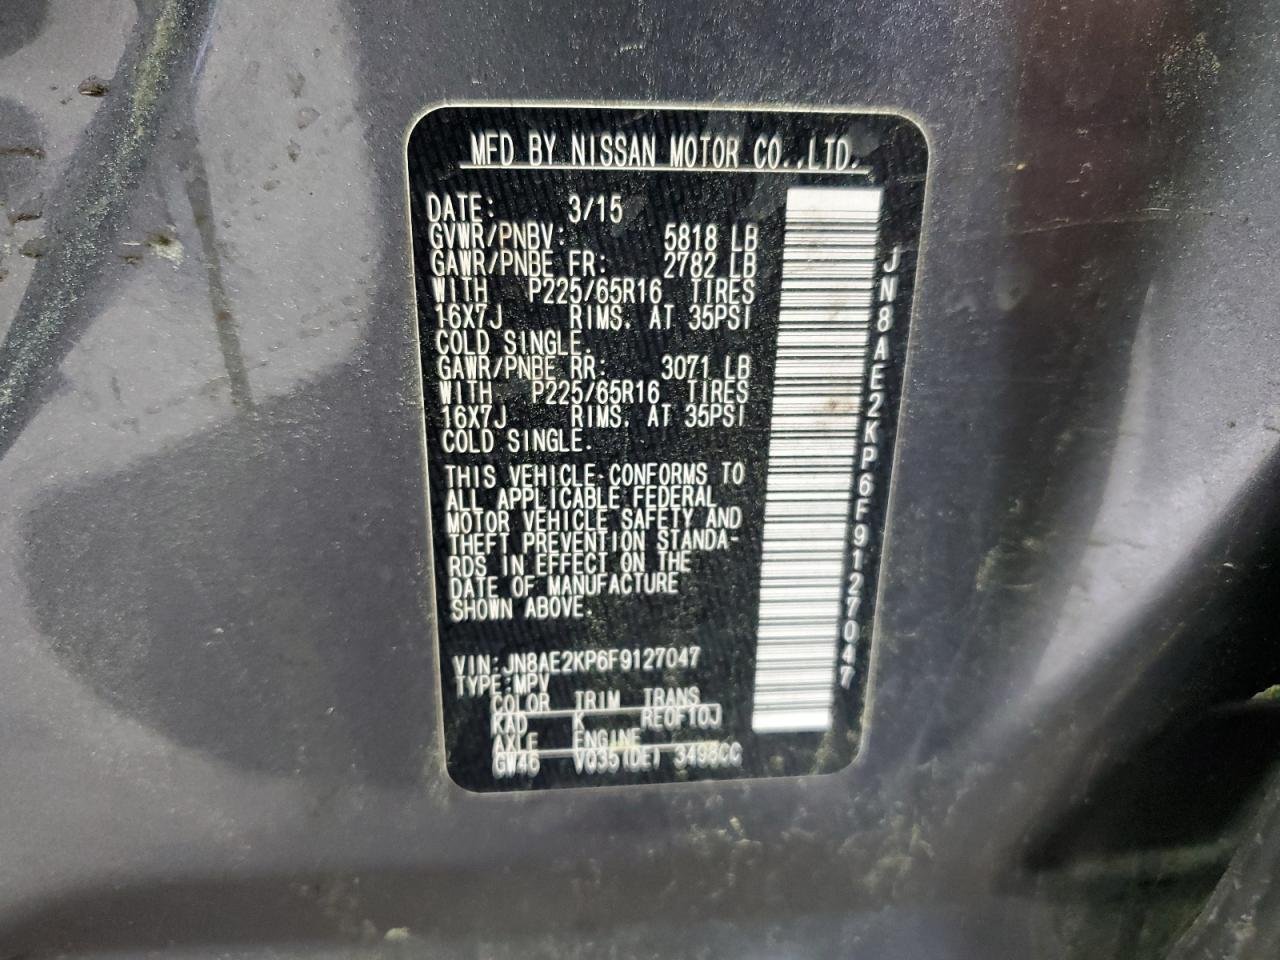 MFD BY NISSAN MOTOR CO.,LTD.
DATE: 3/15
GVWR/PNBV: 5818 LB
GAWR/PNBE FR: 2782 LB
WITH P225/65R16 TIRES
16X7J RIMS, AT 35PSI
COLD SINGLE.
GAWR/PNBE RR: 3071 LB
WITH P225/65R16 TIRES
16X7J RIMS, AT 35PSI
COLD SINGLE.
THIS VEHICLE CONFORMS TO
ALL APPLICABLE FEDERAL
MOTOR VEHICLE SAFETY AND
THEFT PREVENTION STANDA-
RDS IN EFFECT ON THE
DATE OF MANUFACTURE
SHOWN ABOVE.
VIN:JN8AE2KP6F9127047
TYPE:MPV
COLOR TRIM TRANS
KAD K RE0F10J
AXLE ENGINE
GW46 VQ35(DE) 3498CC
JN8AE2KP6F9127047